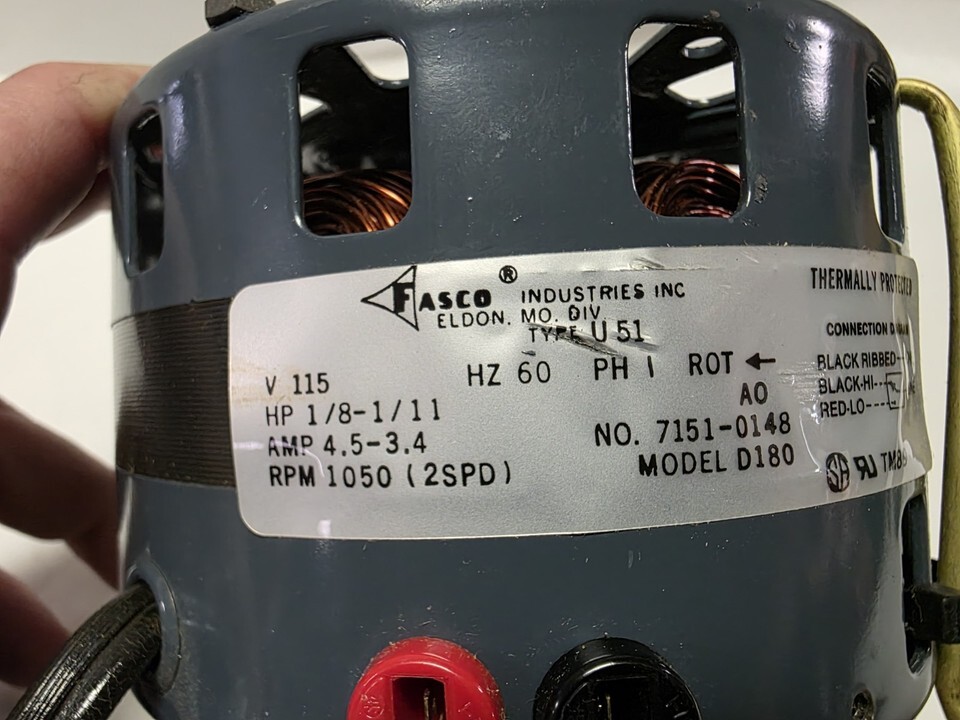 FASCO ® INDUSTRIES INC
ELDON, MO. DIV
TYPE U 51
V 115
HZ 60 PH 1 ROT
HP 1/8-1/11
AO
AMP 4.5-3.4
NO. 7151-0148
RPM 1050 (2SPD)
MODEL D180
THERMALLY PROTECTED
CONNECTION
BLACK RIBBED
BLACK-HI
RED-LO
SA